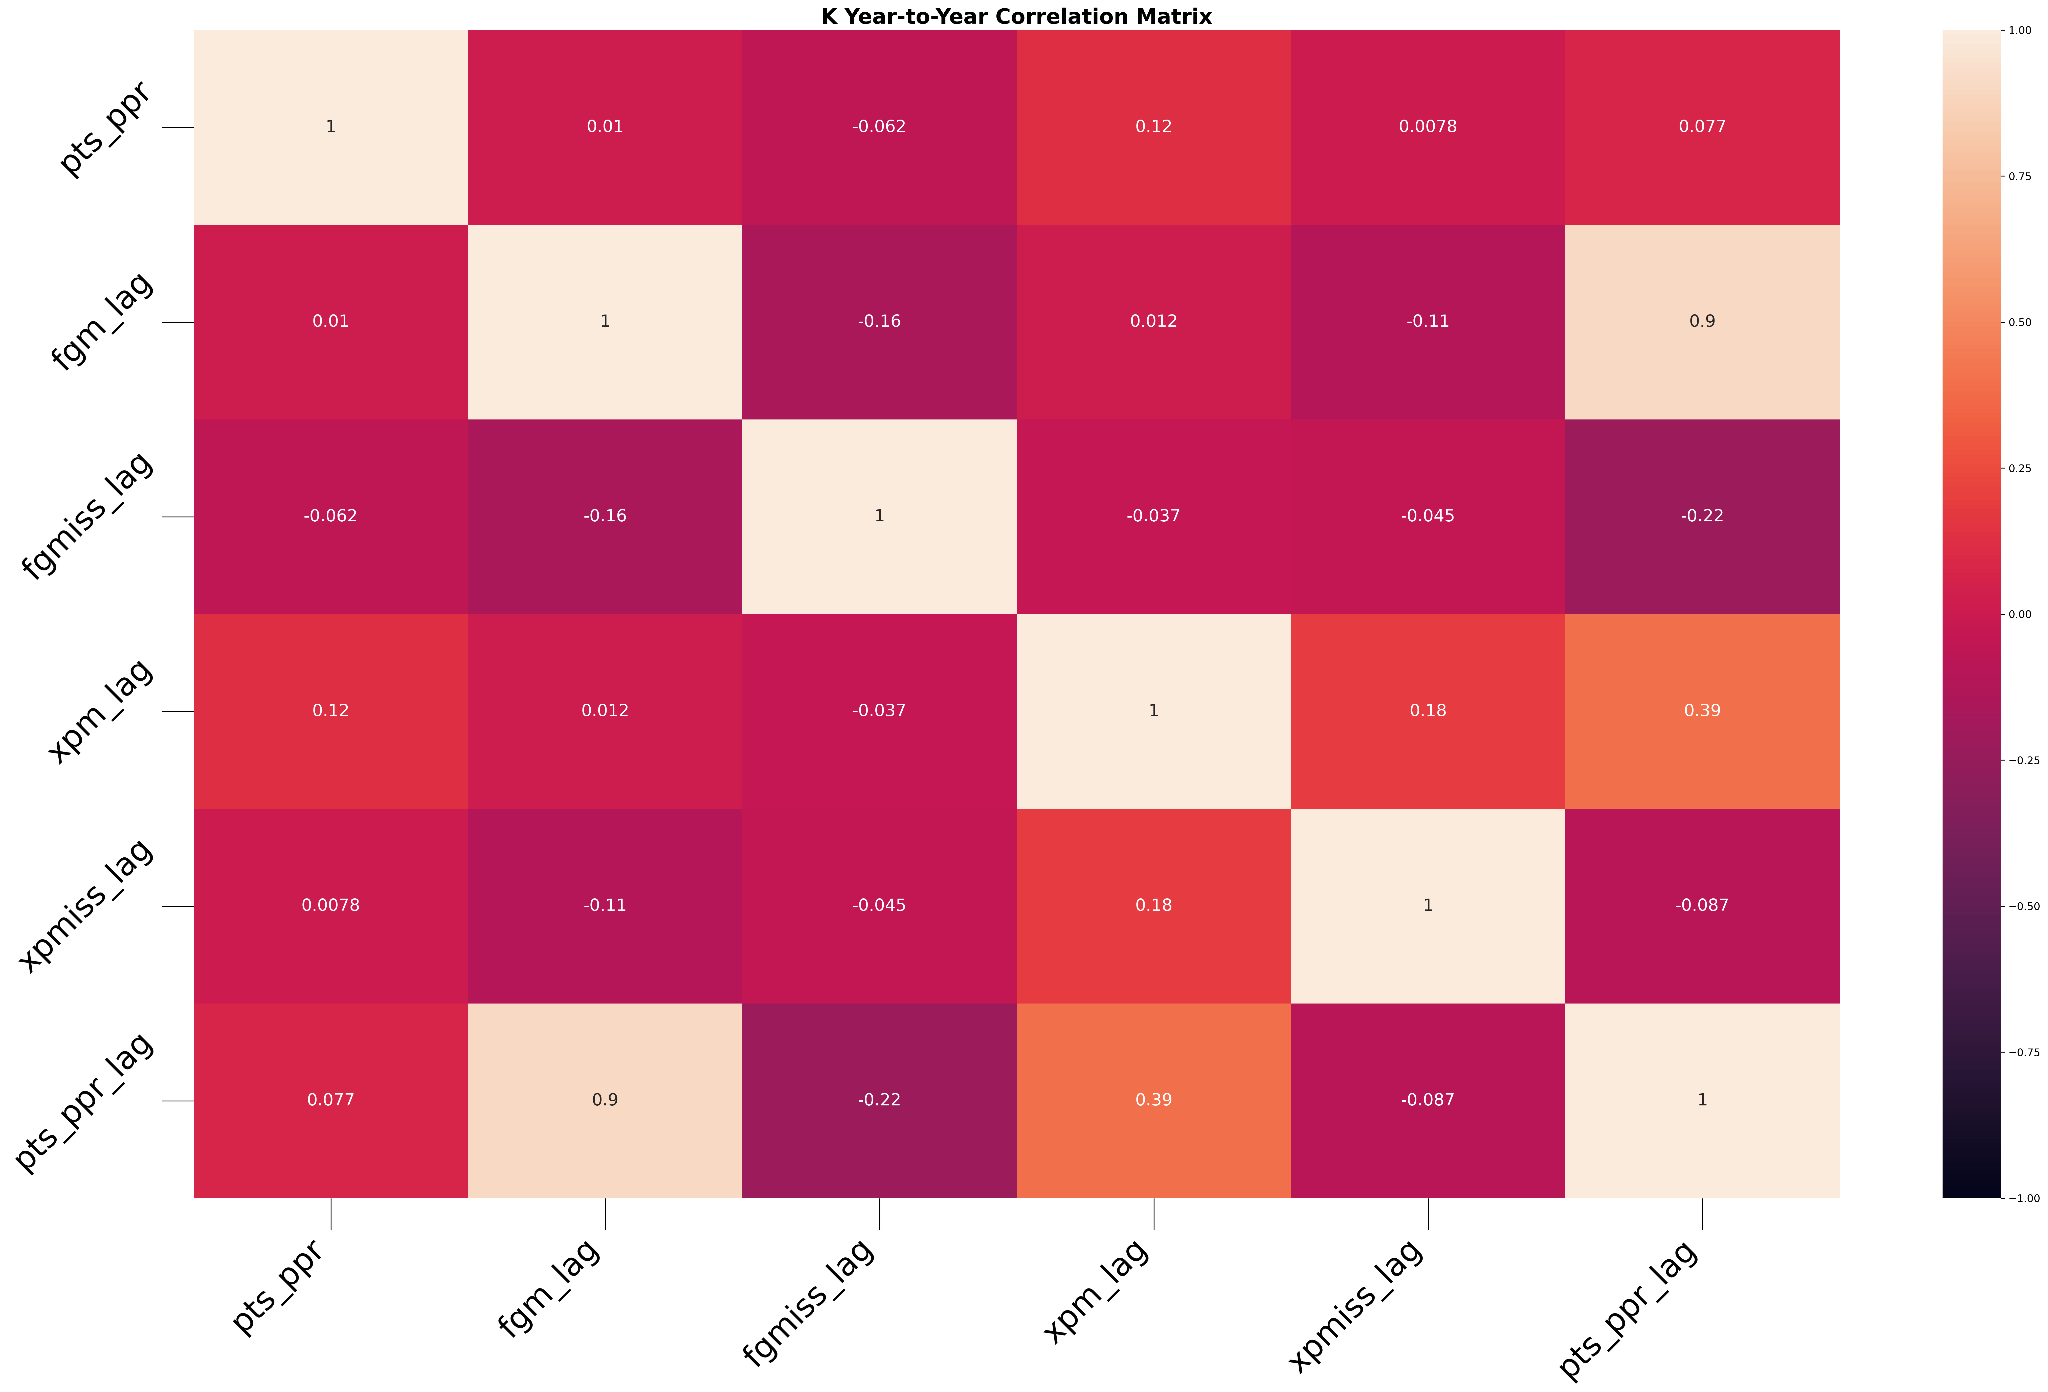 K Year-to-Year Correlation Matrix
pts_ppr
1 0.01 -0.062 0.12 0.0078 0.077
fgm_lag
0.01 1 -0.16 0.012 -0.11 0.9
fgmiss_lag
-0.062 -0.16 1 -0.037 -0.045 -0.22
xpm_lag
0.12 0.012 -0.037 1 0.18 0.39
xpmiss_lag
0.0078 -0.11 -0.045 0.18 1 -0.087
pts_ppr_lag
0.077 0.9 -0.22 0.39 -0.087 1
pts_ppr
fgm_lag
fgmiss_lag
xpm_lag
xpmiss_lag
pts_ppr_lag
1.00
0.75
0.50
0.25
0.00
−0.25
−0.50
−0.75
−1.00